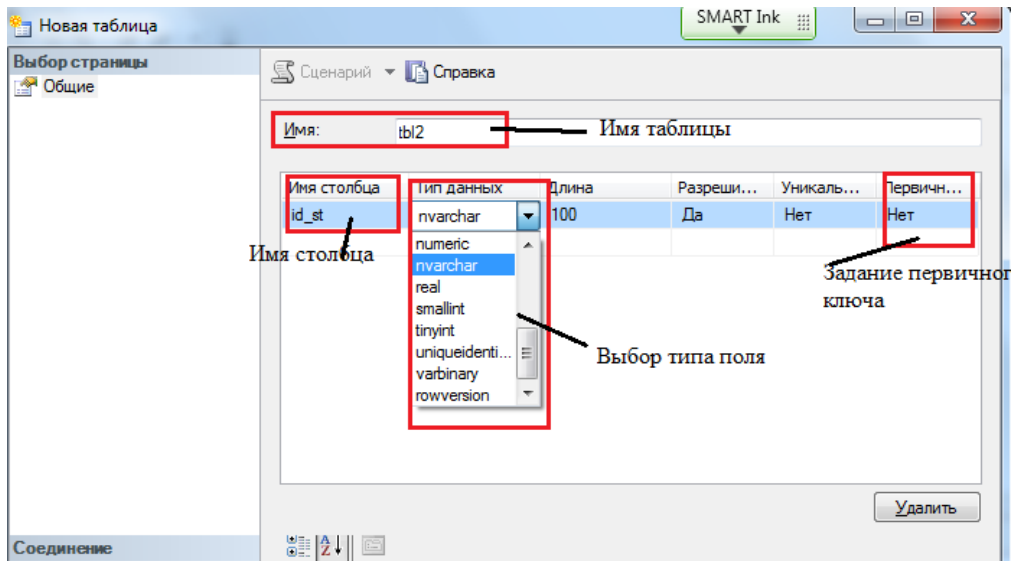 Новая таблица
SMART Ink
Выбор страницы
Общие
Сценарий
Справка
Имя:
tbl2
Имя таблицы
Имя столбца
Тип данных
Длина
Разреши...
Уникаль...
Первичн...
id_st
nvarchar
100
Да
Нет
Нет
numeric
nvarchar
real
smallint
tinyint
uniqueidenti...
varbinary
rowversion
Имя столбца
Задание первичног
ключа
Выбор типа поля
Удалить
Соединение